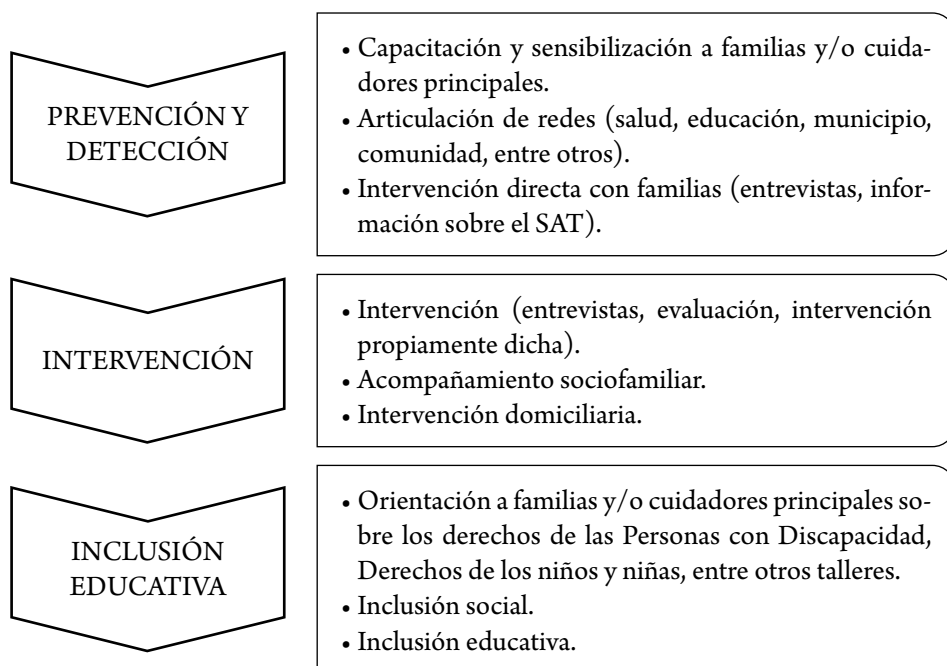 PREVENCIÓN Y
DETECCIÓN
• Capacitación y sensibilización a familias y/o cuida-
dores principales.
• Articulación de redes (salud, educación, municipio,
comunidad, entre otros).
• Intervención directa con familias (entrevistas, infor-
mación sobre el SAT).
INTERVENCIÓN
• Intervención (entrevistas, evaluación, intervención
propiamente dicha).
• Acompañamiento sociofamiliar.
• Intervención domiciliaria.
INCLUSIÓN
EDUCATIVA
• Orientación a familias y/o cuidadores principales so-
bre los derechos de las Personas con Discapacidad,
Derechos de los niños y niñas, entre otros talleres.
• Inclusión social.
• Inclusión educativa.